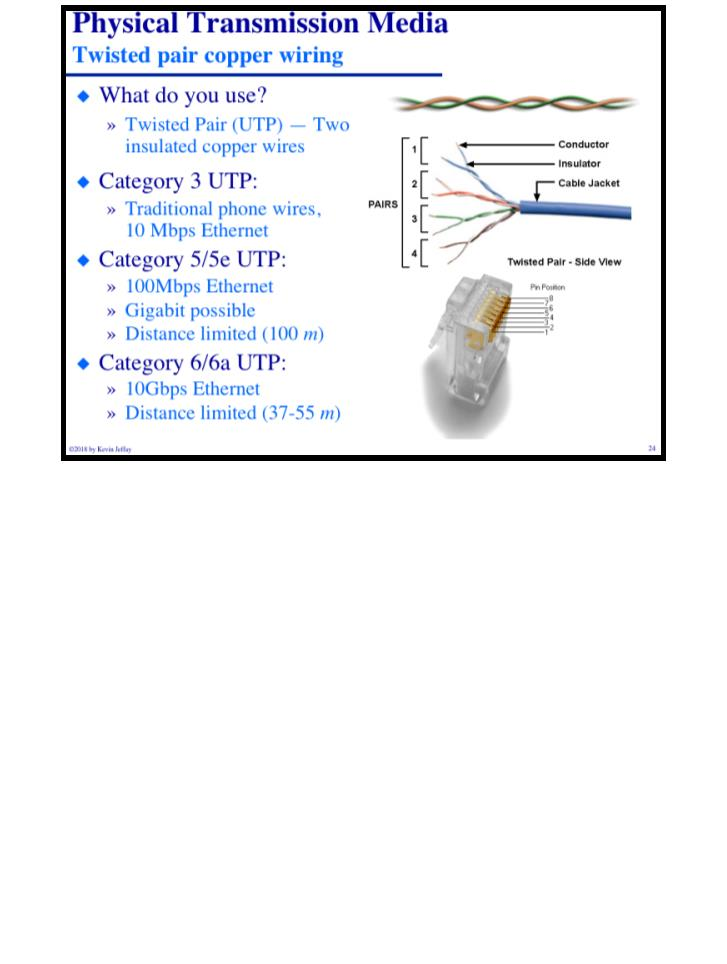 Physical Transmission Media
Twisted pair copper wiring
◆ What do you use?
» Twisted Pair (UTP) — Two
insulated copper wires
◆ Category 3 UTP:
» Traditional phone wires,
10 Mbps Ethernet
◆ Category 5/5e UTP:
» 100Mbps Ethernet
» Gigabit possible
» Distance limited (100 m)
◆ Category 6/6a UTP:
» 10Gbps Ethernet
» Distance limited (37-55 m)
PAIRS
1
2
3
4
Conductor
Insulator
Cable Jacket
Twisted Pair - Side View
Pin Position
8
7
6
5
4
3
2
1
©2018 by Kevin Jeffay
24